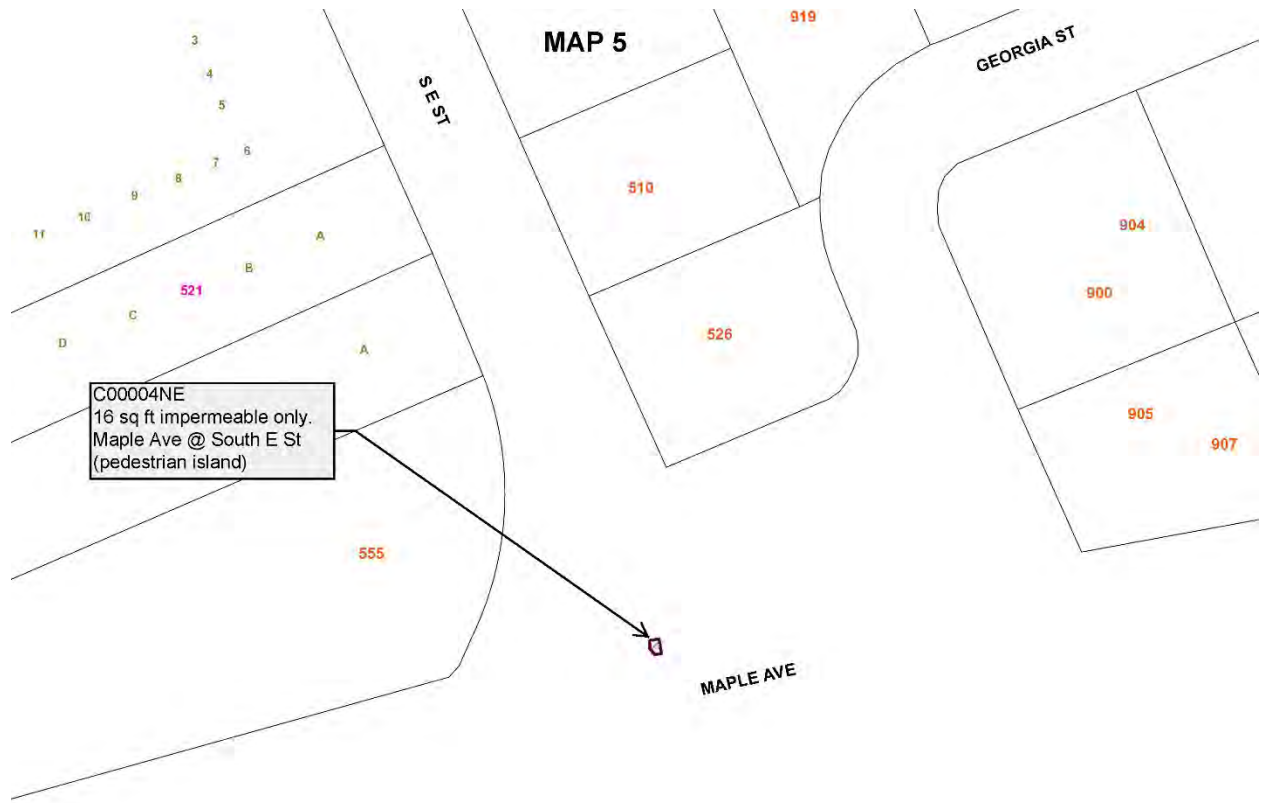 919
MAP 5
GEORGIA ST
3
4
5
6
7
8
9
10
11
S E ST
510
904
900
A
B
521
C
D
A
526
C00004NE
16 sq ft impermeable only.
Maple Ave @ South E St
(pedestrian island)
905
907
555
MAPLE AVE